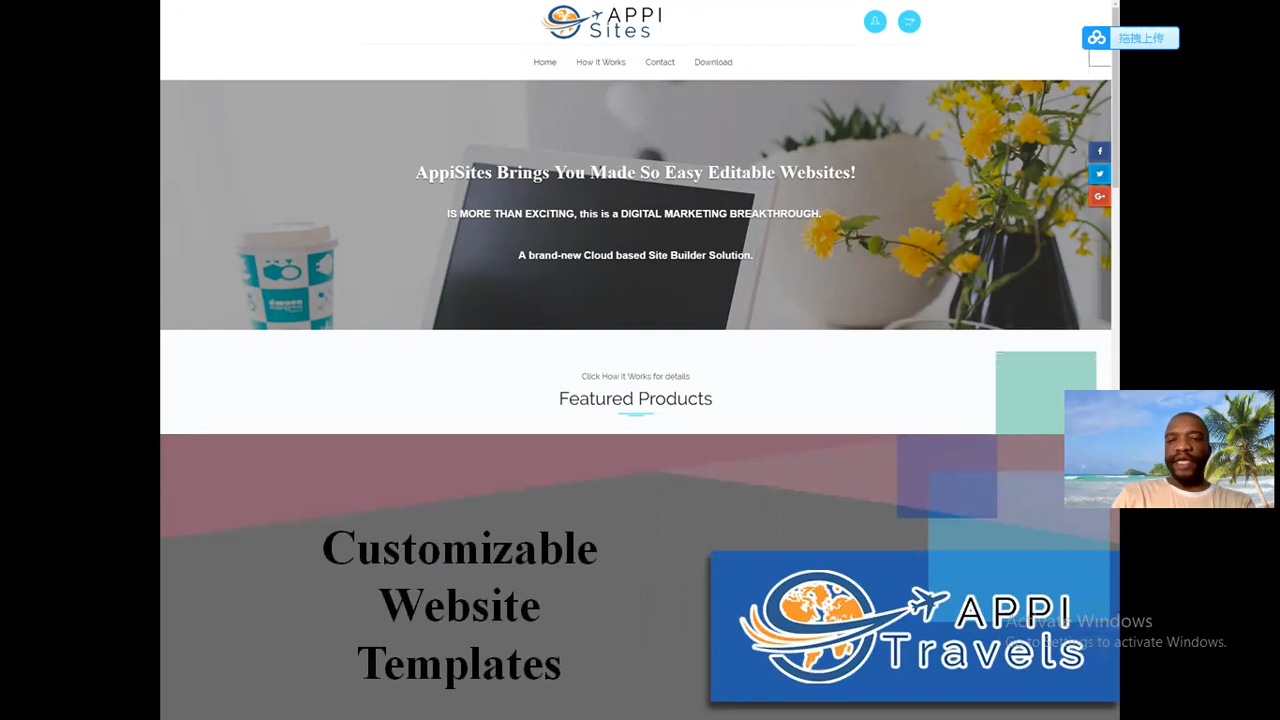 APPI
Sites
拖拽上传
Home How It Works Contact Download
AppiSites Brings You Made So Easy Editable Websites!
IS MORE THAN EXCITING, this is a DIGITAL MARKETING BREAKTHROUGH.
A brand-new Cloud based Site Builder Solution.
Click How It Works for details
Featured Products
Customizable
Website
Templates
APPI
Travels
Activate Windows
Go to Settings to activate Windows.